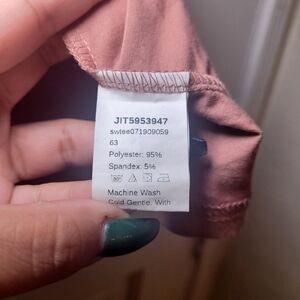 JIT5953947
swtee071909059
63
Polyester: 95%
Spandex: 5%
Machine Wash
Cold Gentle. With